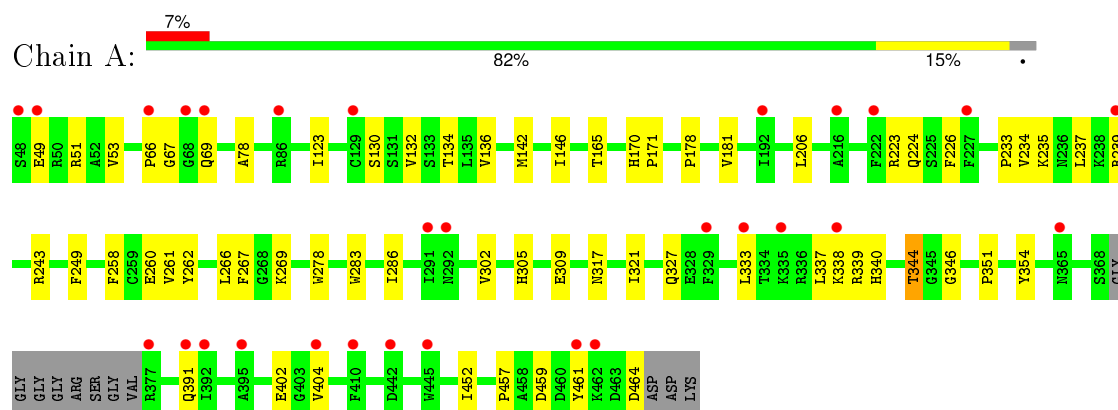 7%
Chain A:
82% 15% •
S48 E49 R50 R51 A52 V53 P66 G67 G68 Q69 A78 R86 I123 C129 S130 S131 V132 S133 T134 L135 V136 M142 I146 T165 H170 P171 P178 V181 I192 L206 A216 F222 R223 Q224 S225 F226 F227 P233 V234 K235 N236 L237 K238
R243 F249 F258 C259 E260 V261 Y262 L266 F267 G268 K269 W278 W283 I286 I291 N292 V302 H305 E309 N317 I321 Q327 E328 F329 L333 T334 K335 R336 L337 K338 R339 H340 T344 G345 G346 P351 Y354 N365 S368 GLY
GLY GLY GLY ARG SER GLY VAL R377 Q391 I392 A395 E402 G403 V404 F410 D442 W445 I452 P457 A458 D459 D460 Y461 K462 D463 D464 ASP ASP LYS